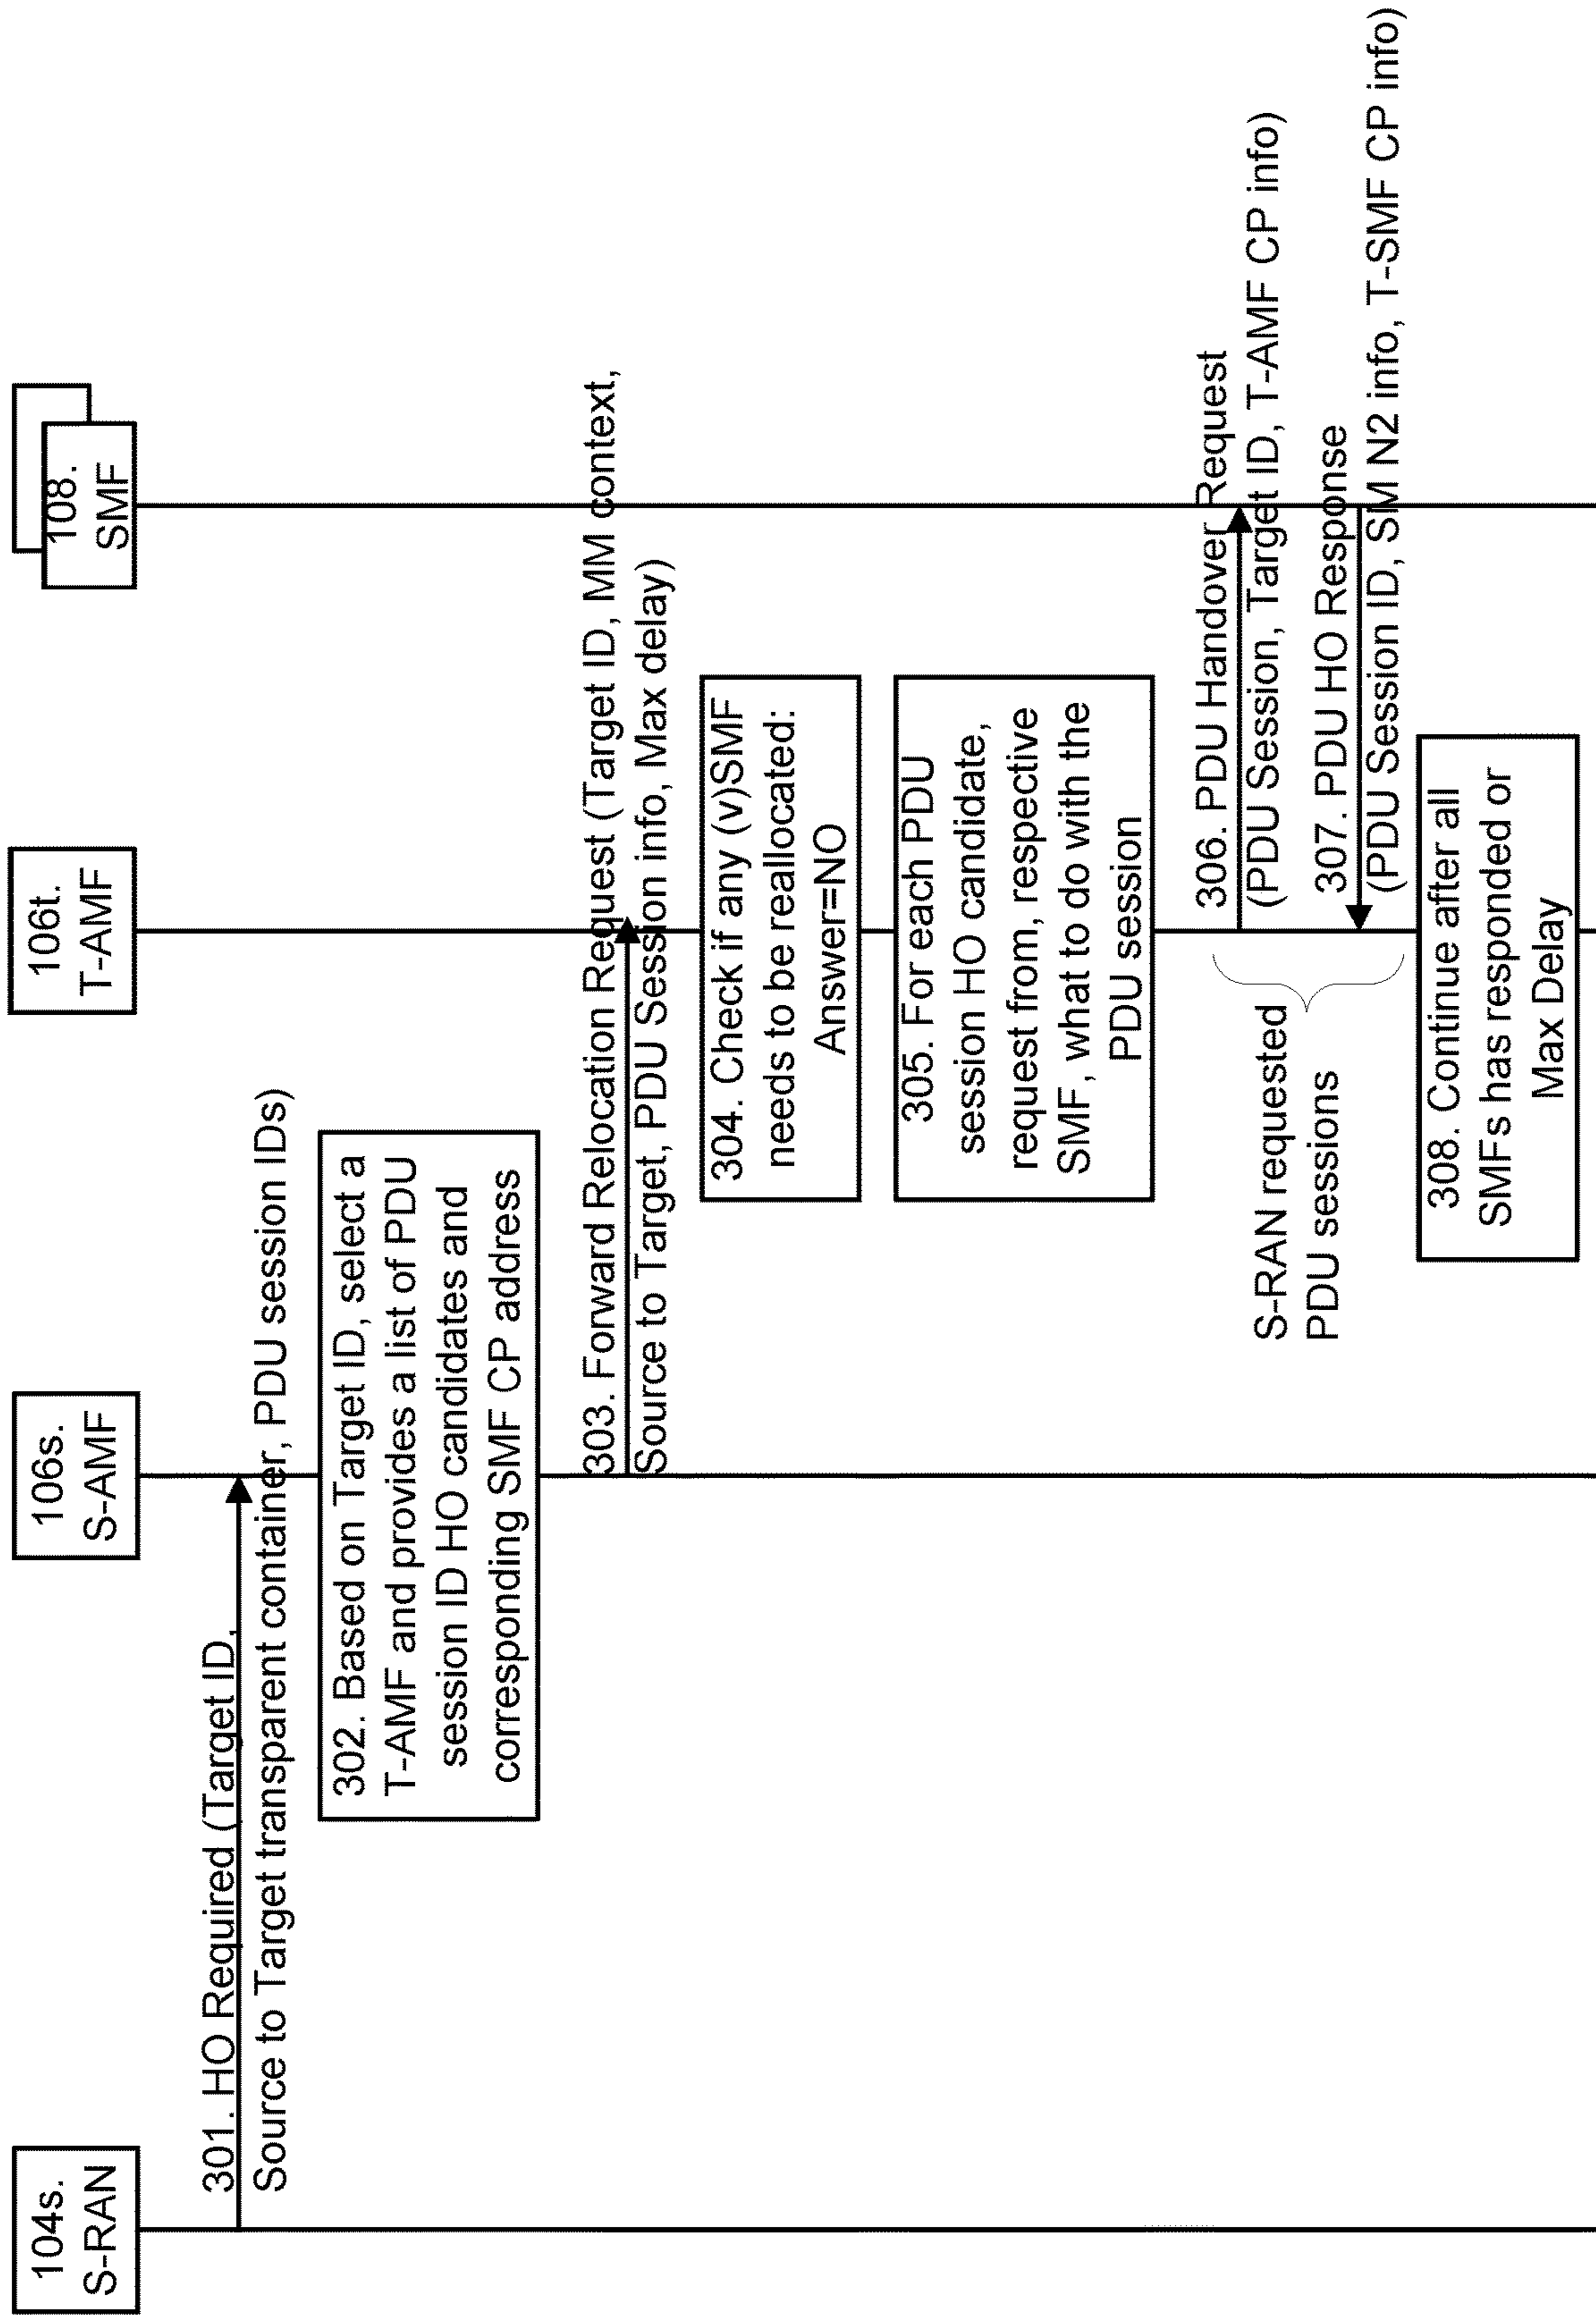 104s.
S-RAN
106s.
S-AMF
106t.
T-AMF
108.
SMF
301. HO Required (Target ID,
Source to Target transparent container, PDU session IDs)
302. Based on Target ID, select a
T-AMF and provides a list of PDU
session ID HO candidates and
corresponding SMF CP address
303. Forward Relocation Request (Target ID, MM context,
Source to Target, PDU Session info, Max delay)
304. Check if any (v)SMF
needs to be reallocated:
Answer=NO
305. For each PDU
session HO candidate,
request from, respective
SMF, what to do with the
PDU session
306. PDU Handover Request
(PDU Session, Target ID, T-AMF CP info)
307. PDU HO Response
(PDU Session ID, SM N2 info, T-SMF CP info)
S-RAN requested
PDU sessions
308. Continue after all
SMFs has responded or
Max Delay